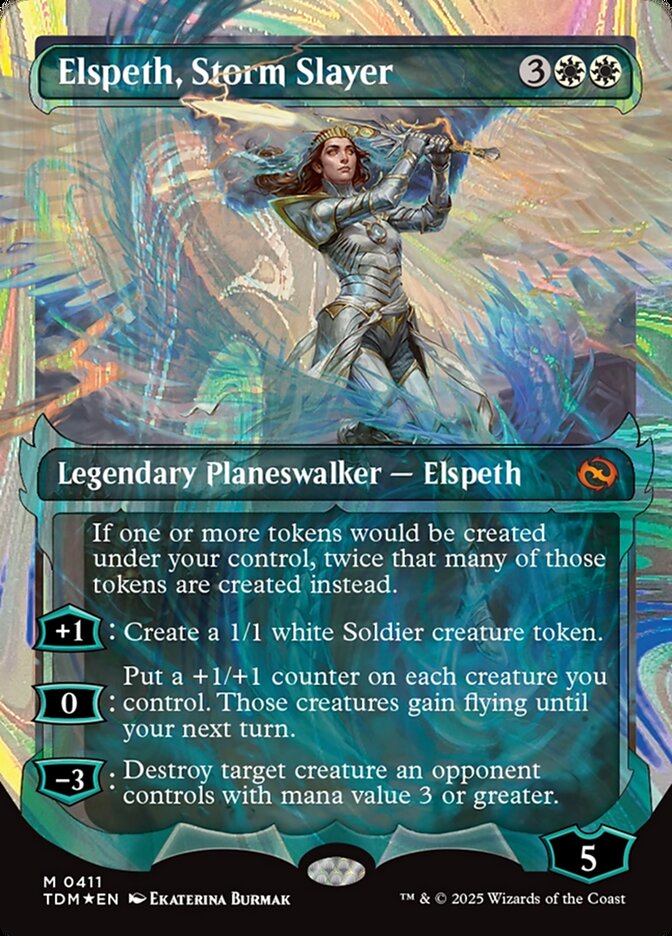 Elspeth, Storm Slayer 3
Legendary Planeswalker — Elspeth
If one or more tokens would be created
under your control, twice that many of those
tokens are created instead.
+1 : Create a 1/1 white Soldier creature token.
Put a +1/+1 counter on each creature you
0 : control. Those creatures gain flying until
your next turn.
−3 : Destroy target creature an opponent
controls with mana value 3 or greater.
5
M 0411
TDM★EN Ekaterina Burmak
™ & © 2025 Wizards of the Coast